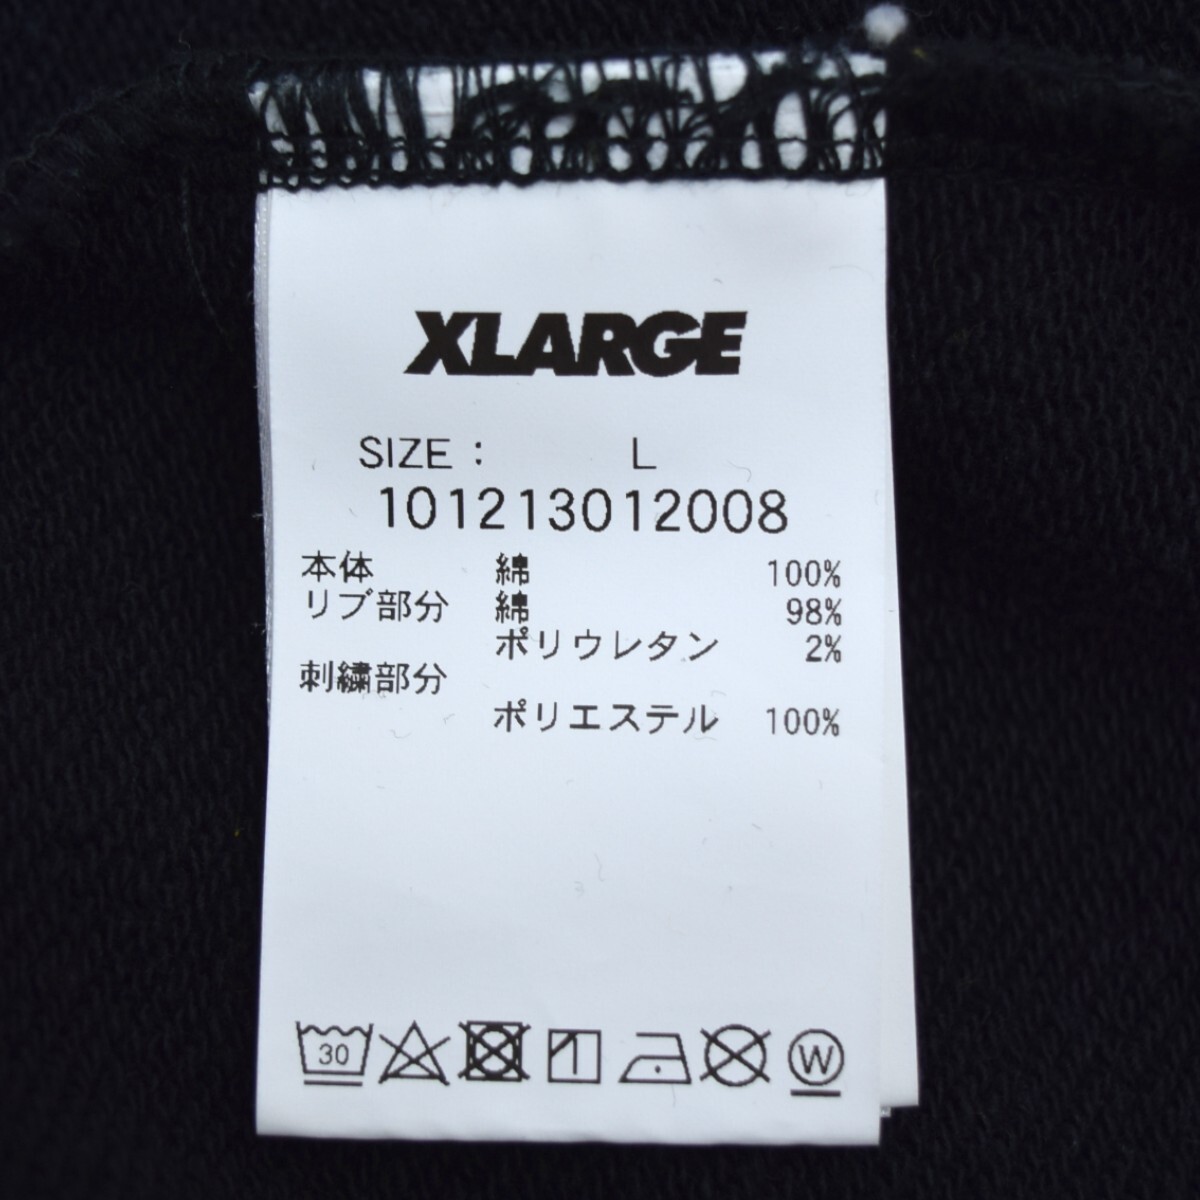 XLARGE
SIZE : L
101213012008
本体 綿 100%
リブ部分 綿 98%
ポリウレタン 2%
刺繍部分
ポリエステル 100%
30
W